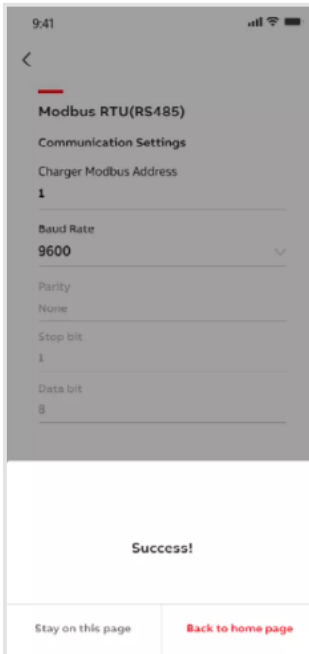 9:41
Modbus RTU(RS485)
Communication Settings
Charger Modbus Address
1
Baud Rate
9600
Parity
None
Stop bit
1
Data bit
8
Success!
Stay on this page
Back to home page